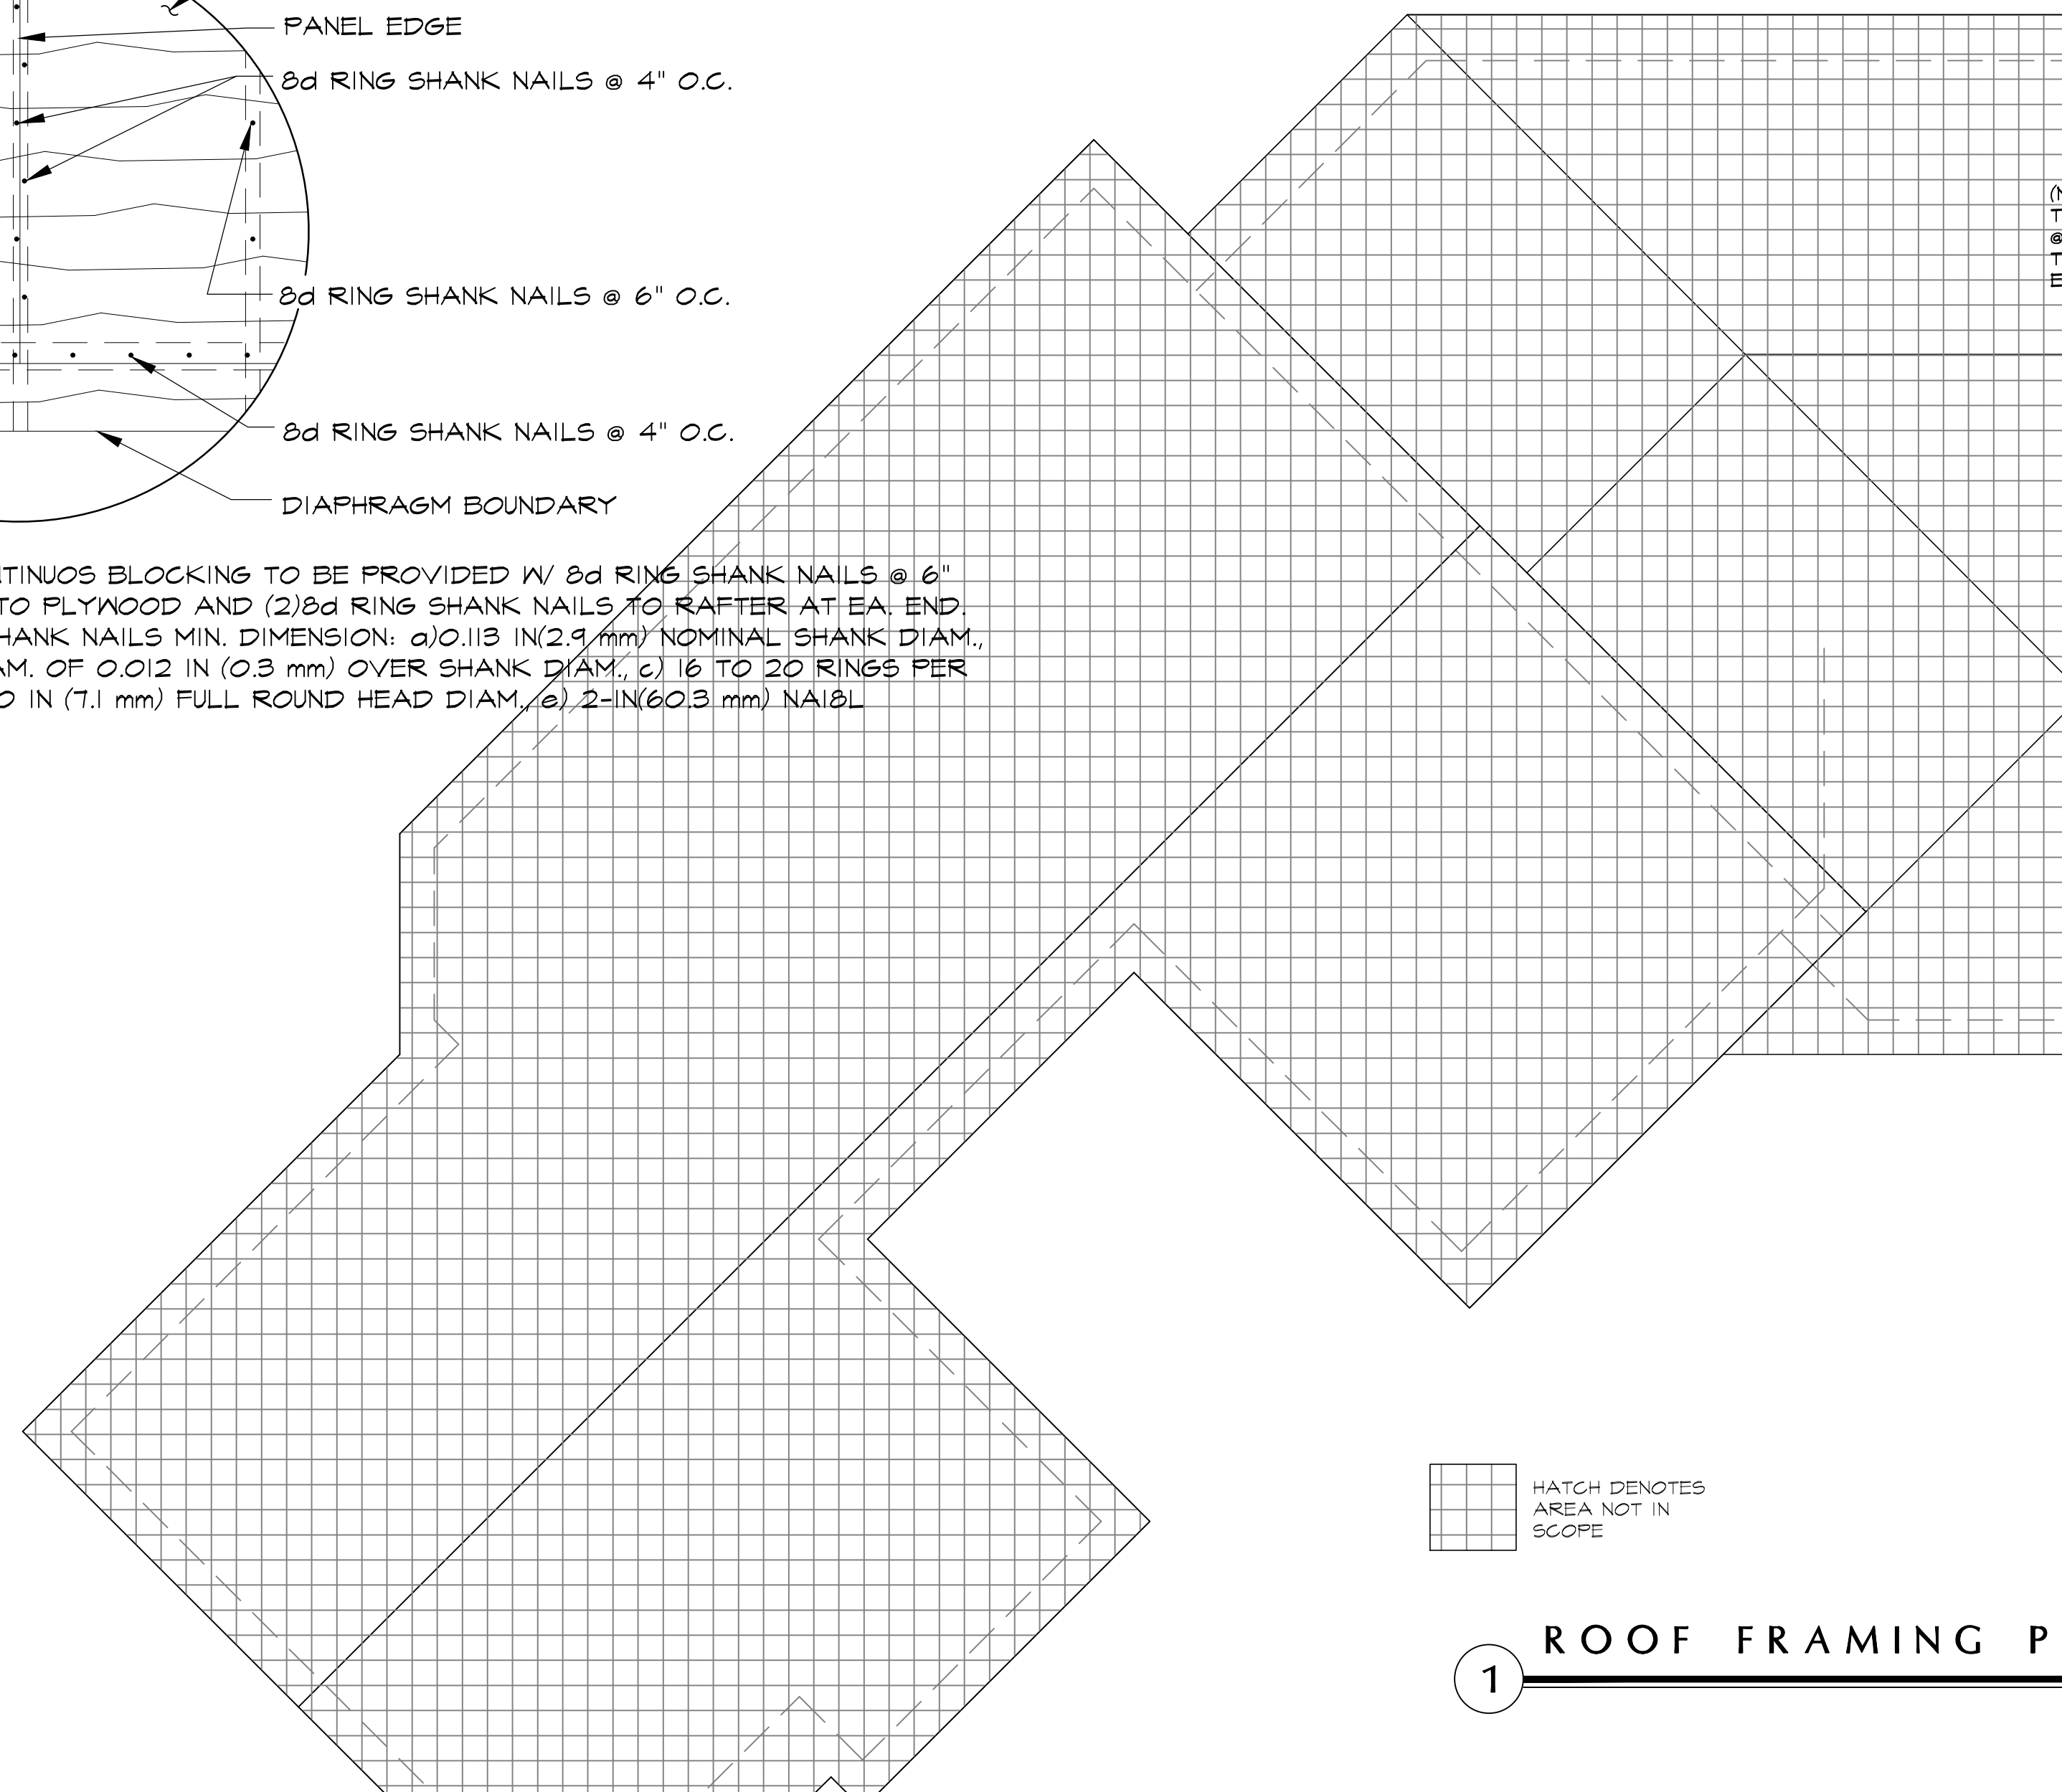 PANEL EDGE
8d RING SHANK NAILS @ 4" O.C.
8d RING SHANK NAILS @ 6" O.C.
8d RING SHANK NAILS @ 4" O.C.
DIAPHRAGM BOUNDARY
TINUOS BLOCKING TO BE PROVIDED W/ 8d RING SHANK NAILS @ 6"
TO PLYWOOD AND (2)8d RING SHANK NAILS TO RAFTER AT EA. END.
HANK NAILS MIN. DIMENSION: a)0.113 IN(2.9 mm) NOMINAL SHANK DIAM.,
AM. OF 0.012 IN (0.3 mm) OVER SHANK DIAM., c) 16 TO 20 RINGS PER
0 IN (7.1 mm) FULL ROUND HEAD DIAM., e) 2-IN(60.3 mm) NAI8L
(N
T
@
T
E
HATCH DENOTES
AREA NOT IN
SCOPE
1 ROOF FRAMING P